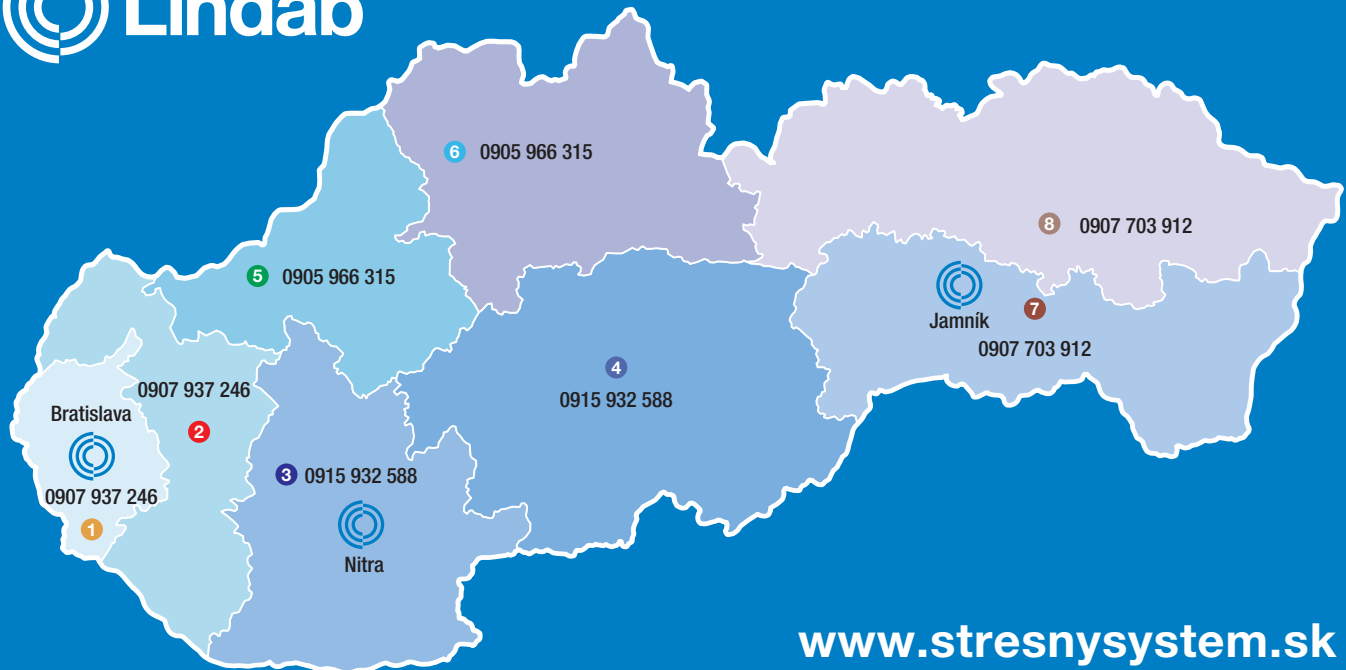 Lindab
6 0905 966 315
8 0907 703 912
5 0905 966 315
Jamník
7
0907 703 912
4
0915 932 588
0907 937 246
2
Bratislava
0907 937 246
1
3 0915 932 588
Nitra
www.stresnysystem.sk